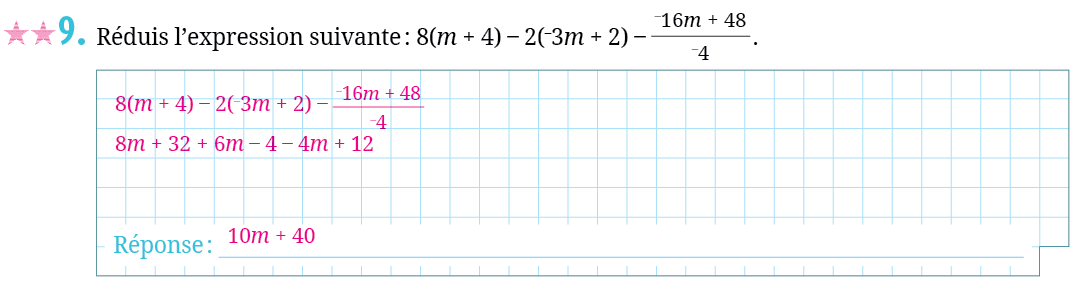 9. Réduis l’expression suivante : 8(m + 4) – 2(⁻3m + 2) – (⁻16m + 48)/⁻4.
8(m + 4) – 2(⁻3m + 2) – (⁻16m + 48)/⁻4
8m + 32 + 6m – 4 – 4m + 12
Réponse : 10m + 40